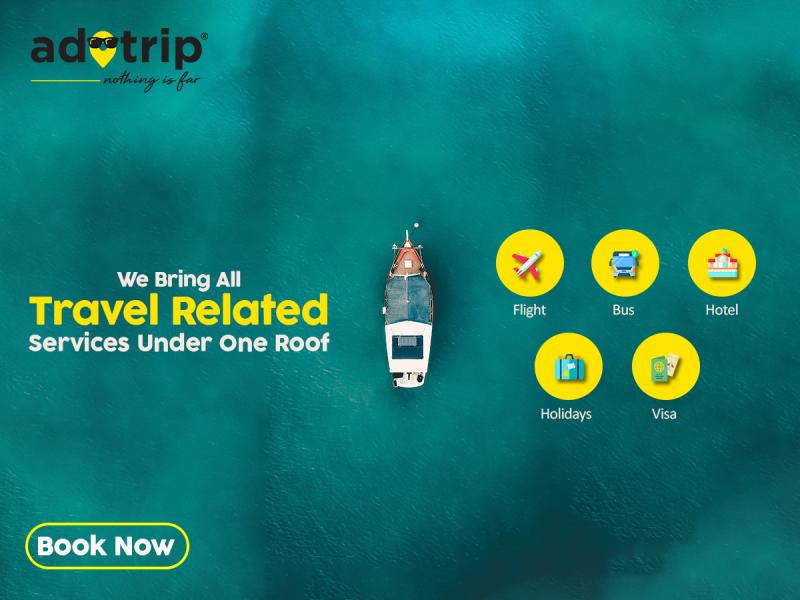 adotrip®
nothing is far
We Bring All
Travel Related
Services Under One Roof
Flight
Bus
Hotel
Holidays
Visa
Book Now